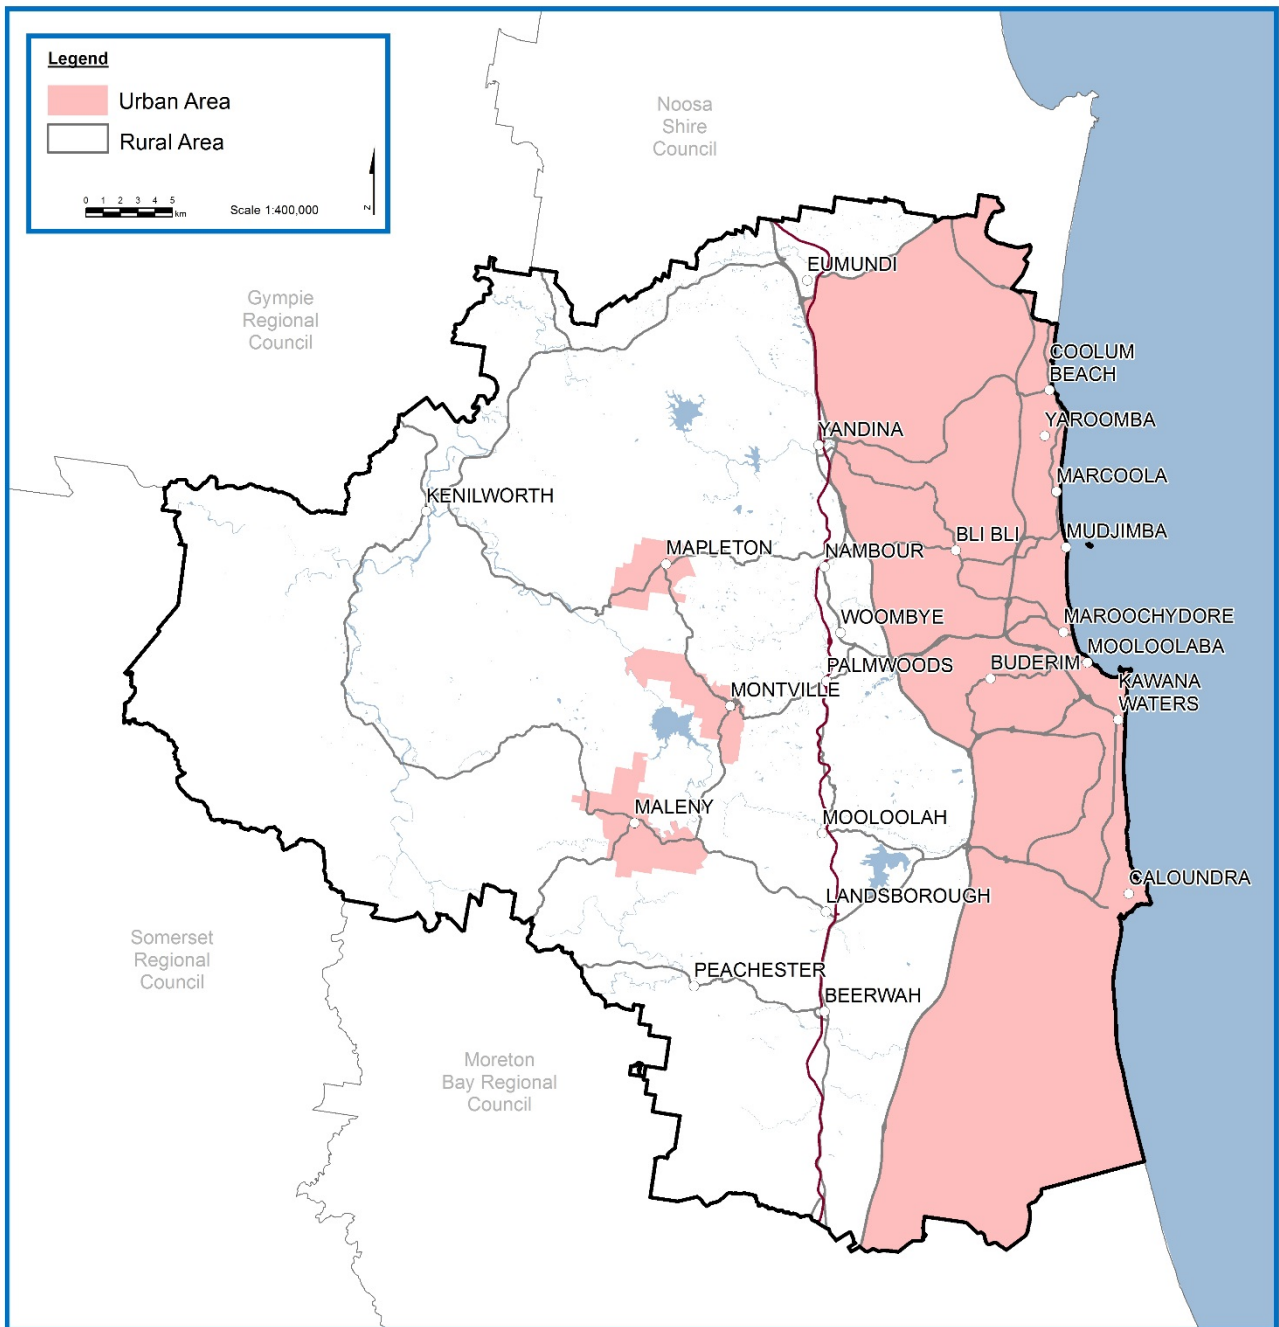 Legend
Urban Area
Rural Area
0 1 2 3 4 5
km
Scale 1:400,000
N
Noosa
Shire
Council
Gympie
Regional
Council
EUMUNDI
COOLUM
BEACH
YAROOMBA
YANDINA
MARCOOLA
KENILWORTH
BLI BLI
MUDJIMBA
MAPLETON
NAMBOUR
WOOMBYE
MAROOCHYDORE
MOOLOOLABA
PALMWOODS
BUDERIM
KAWANA
WATERS
MONTVILLE
MALENY
MOOLOOLAH
CALOUNDRA
LANDSBOROUGH
Somerset
Regional
Council
PEACHESTER
BEERWAH
Moreton
Bay Regional
Council